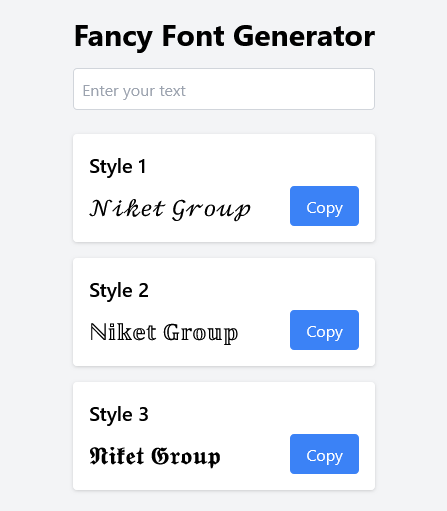 Fancy Font Generator
Enter your text
Style 1
𝓝𝓲𝓴𝓮𝓽 𝓖𝓻𝓸𝓾𝓹
Copy
Style 2
ℕ𝕚𝕜𝕖𝕥 𝔾𝕣𝕠𝕦𝕡
Copy
Style 3
𝕹𝖎𝖐𝖊𝖙 𝕲𝖗𝖔𝖚𝖕
Copy